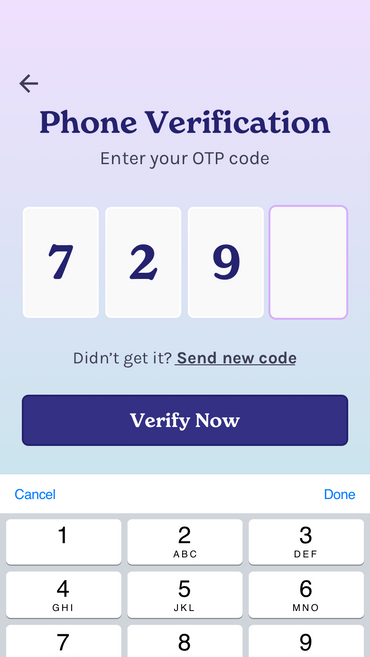 Phone Verification
Enter your OTP code
7 2 9
Didn’t get it? Send new code
Verify Now
Cancel Done
1 2 3
ABC DEF
4 5 6
GHI JKL MNO
7 8 9